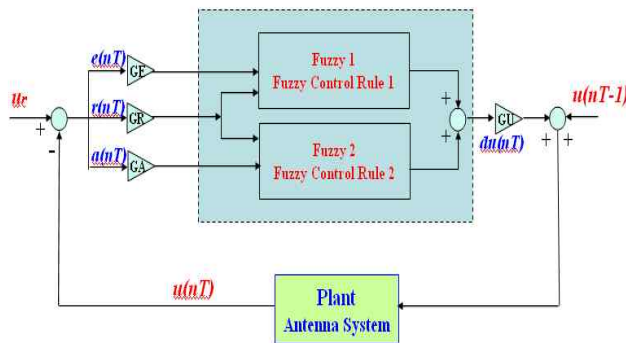 e(nT)
GE
Fuzzy 1
Fuzzy Control Rule 1
ur
r(nT)
GR
+
-
+
+
GU
du(nT)
u(nT-1)
+
+
a(nT)
GA
Fuzzy 2
Fuzzy Control Rule 2
u(nT)
Plant
Antenna System